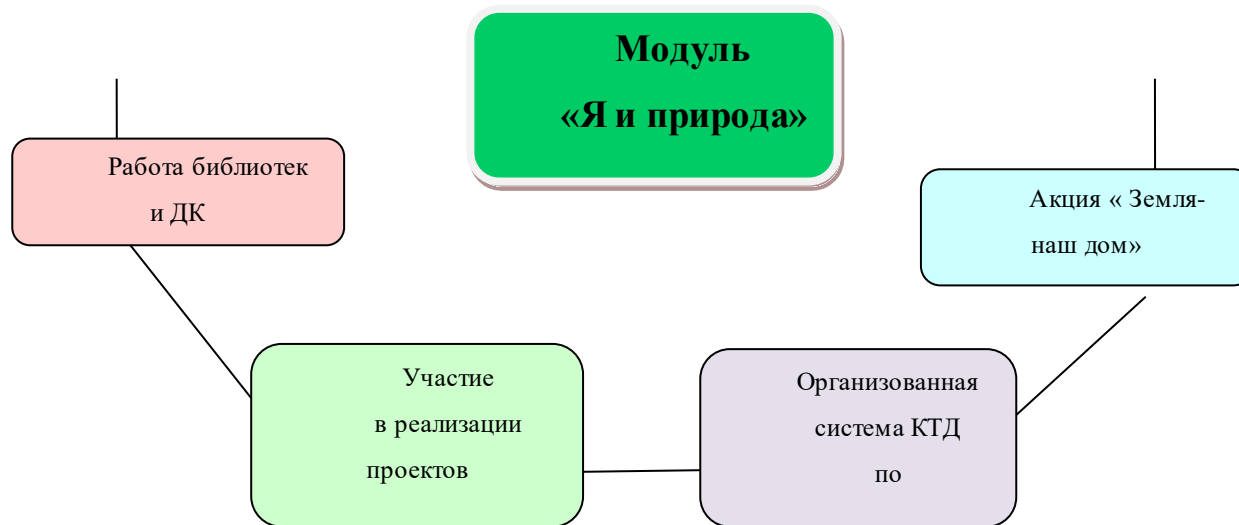 Модуль
«Я и природа»
Работа библиотек
и ДК
Акция « Земля-
наш дом»
Участие
в реализации
проектов
Организованная
система КТД
по